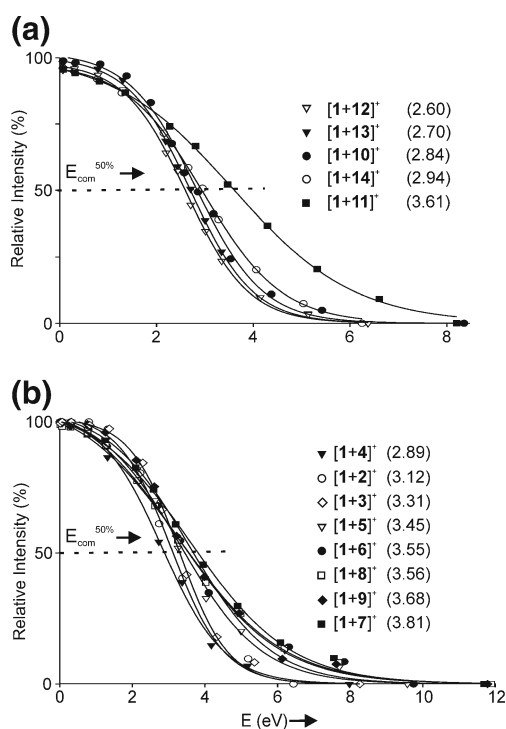 (a)
100
Relative Intensity (%)
[1+12]⁺ (2.60)
[1+13]⁺ (2.70)
[1+10]⁺ (2.84)
[1+14]⁺ (2.94)
[1+11]⁺ (3.61)
E_com^50%
50
0
0 2 4 6 8
(b)
100
Relative Intensity (%)
[1+4]⁺ (2.89)
[1+2]⁺ (3.12)
[1+3]⁺ (3.31)
[1+5]⁺ (3.45)
[1+6]⁺ (3.55)
[1+8]⁺ (3.56)
[1+9]⁺ (3.68)
[1+7]⁺ (3.81)
E_com^50%
50
0
0 2 4 6 8 10 12
E (eV)